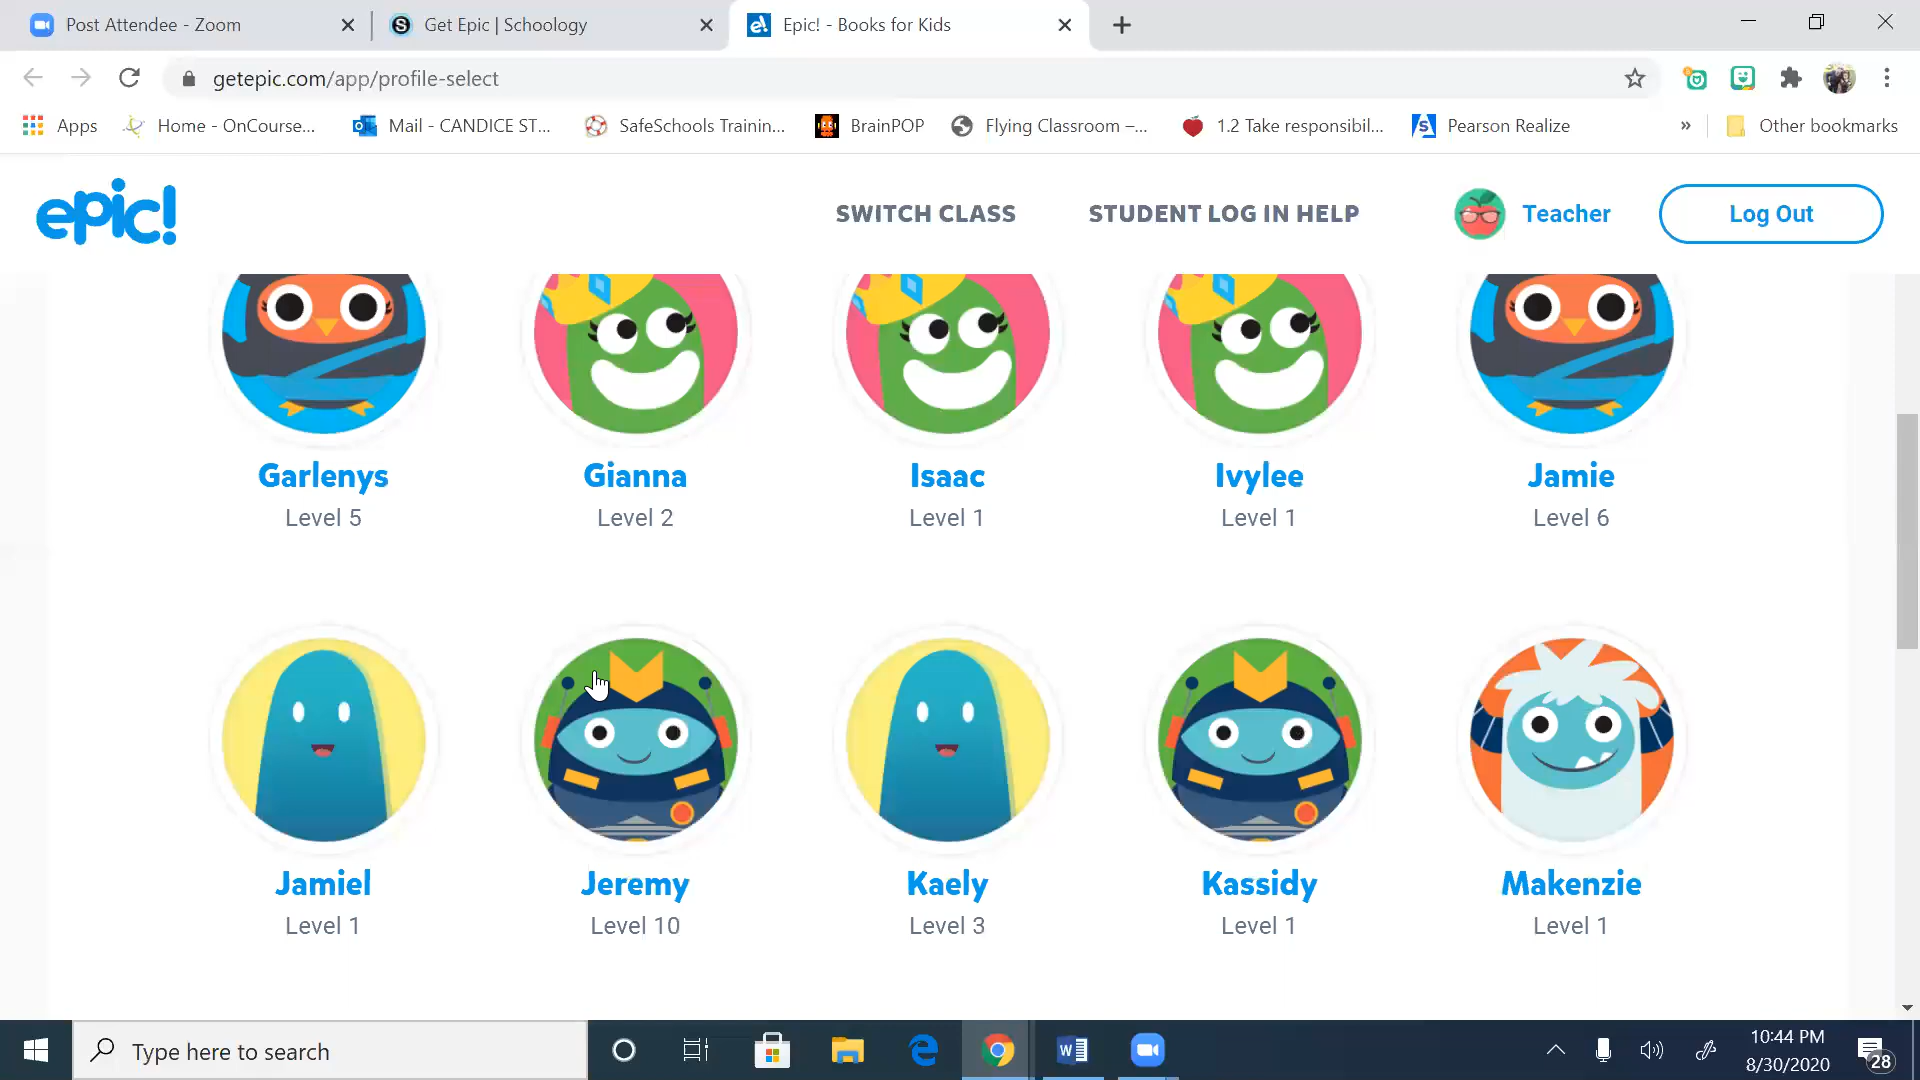 Post Attendee - Zoom
Get Epic | Schoology
Epic! - Books for Kids
getepic.com/app/profile-select
Apps
Home - OnCourse...
Mail - CANDICE ST...
SafeSchools Trainin...
BrainPOP
Flying Classroom –...
1.2 Take responsibil...
Pearson Realize
»
Other bookmarks
epic!
SWITCH CLASS
STUDENT LOG IN HELP
Teacher
Log Out
Garlenys
Gianna
Isaac
Ivylee
Jamie
Level 5
Level 2
Level 1
Level 1
Level 6
Jamiel
Jeremy
Kaely
Kassidy
Makenzie
Level 1
Level 10
Level 3
Level 1
Level 1
Type here to search
10:44 PM
8/30/2020
28